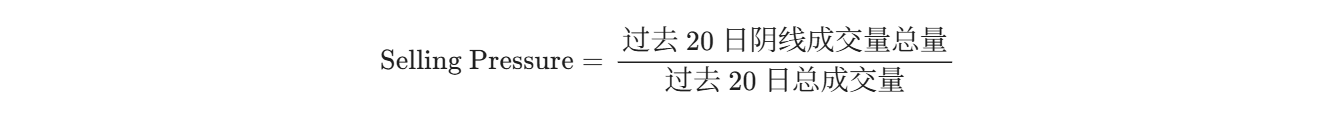 Selling Pressure = 过去 20 日阴线成交量总量 / 过去 20 日总成交量